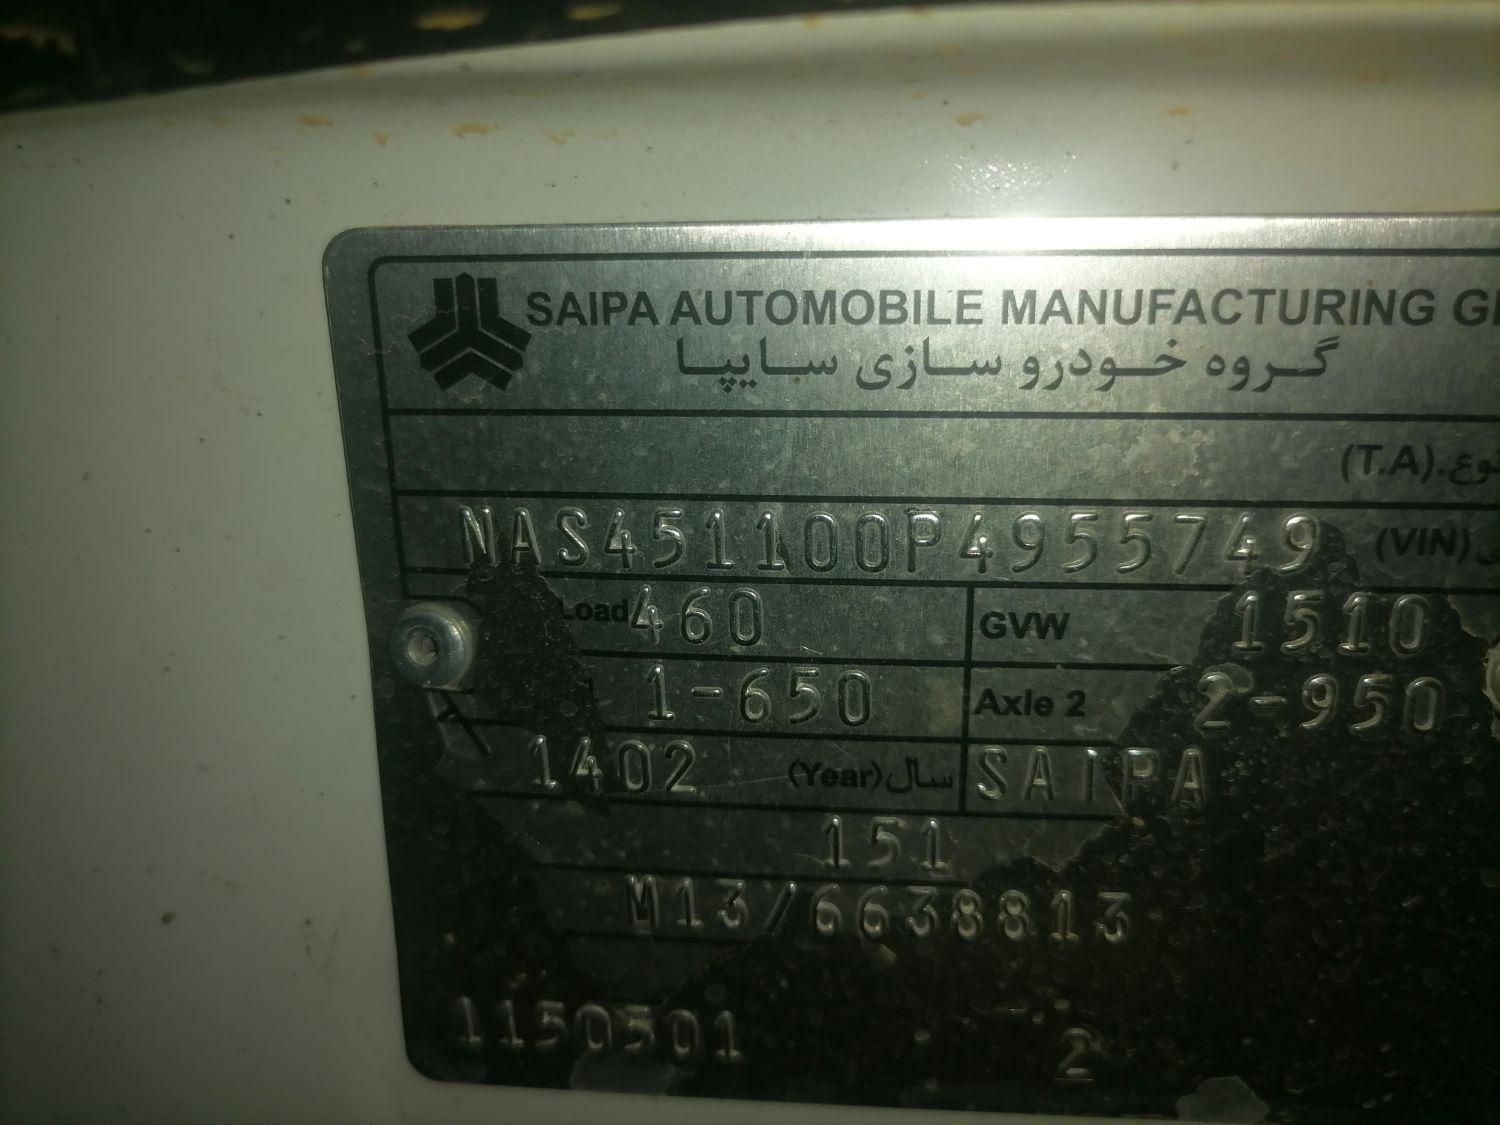 SAIPA AUTOMOBILE MANUFACTURING
گروه خودرو سازی سایپا
(T.A).
NAS451100P4955749 (VIN)
Load 460 GVW 1510
1-650 Axle 2 2-950
1402 سال (Year) SAIPA
151
M13/6638813
1150501 2